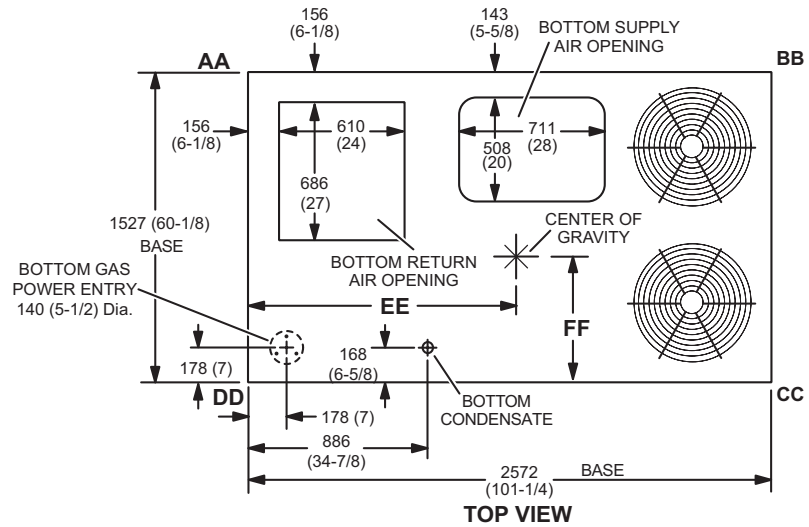 156
(6-1/8)
143
(5-5/8)
BOTTOM SUPPLY
AIR OPENING
AA
BB
156
(6-1/8)
610
(24)
711
(28)
508
(20)
686
(27)
1527 (60-1/8)
BASE
CENTER OF
GRAVITY
BOTTOM RETURN
AIR OPENING
BOTTOM GAS
POWER ENTRY
140 (5-1/2) Dia.
EE
FF
178 (7)
168
(6-5/8)
DD
CC
178 (7)
BOTTOM
CONDENSATE
886
(34-7/8)
2572
(101-1/4)
BASE
TOP VIEW